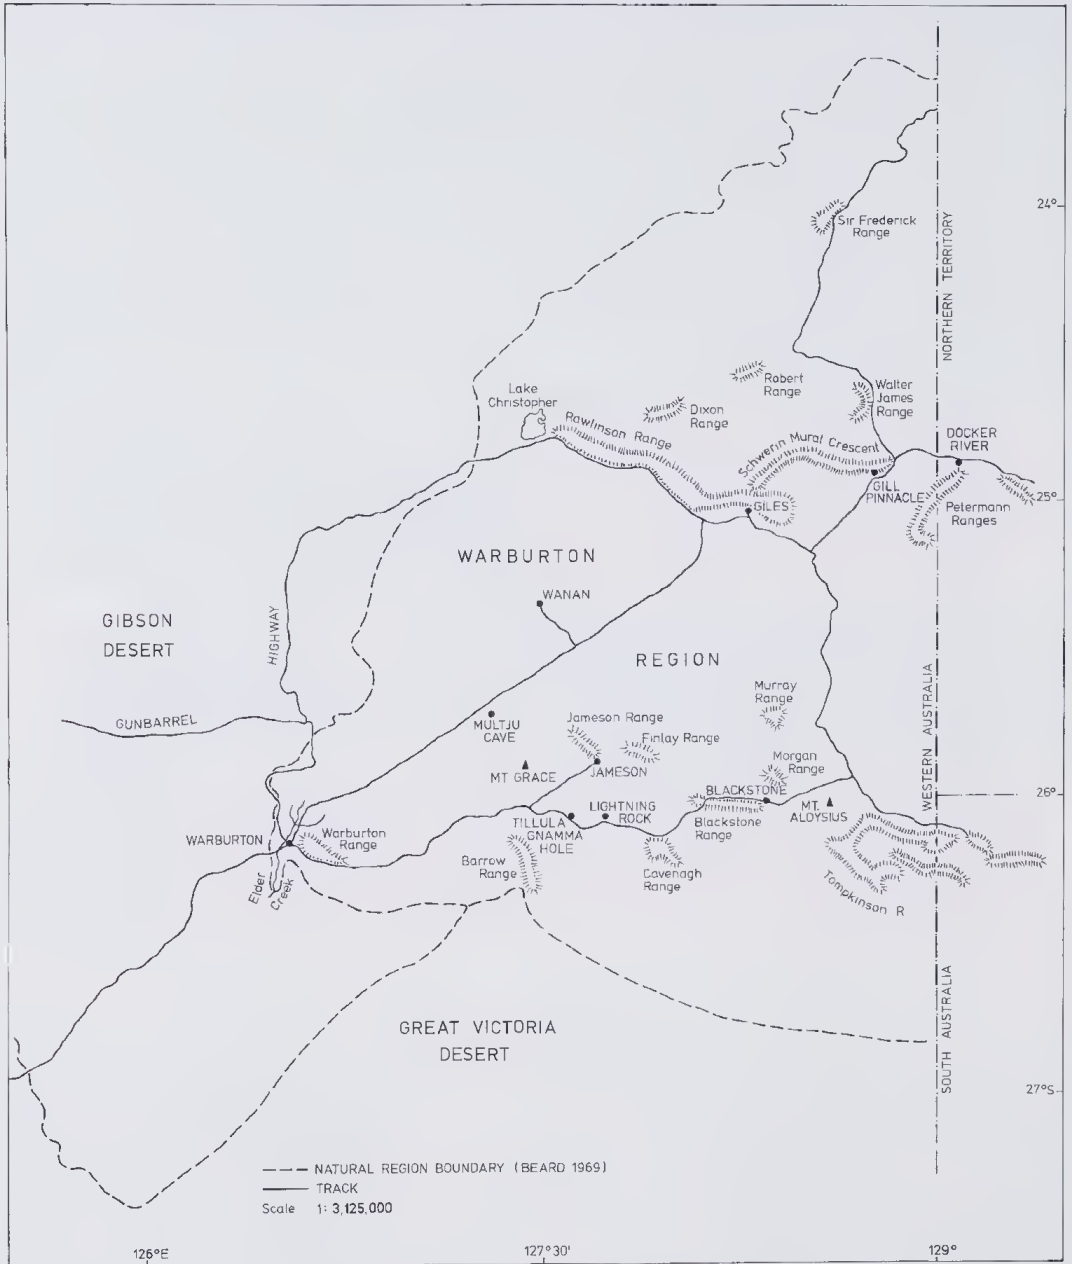 24°
Sir Frederick
Range
NORTHERN TERRITORY
Robert
Range
Walter
James
Range
Lake
Christopher
Dixon
Range
Rawlinson Range
Schwerin Mural Crescent
DOCKER
RIVER
GILL
PINNACLE
25°
GILES
Petermann
Ranges
WARBURTON
WANAN
GIBSON
DESERT
HIGHWAY
REGION
GUNBARREL
Murray
Range
MULTJU
CAVE
Jameson Range
Finlay Range
WESTERN AUSTRALIA
MT GRACE
JAMESON
Morgan
Range
BLACKSTONE
26°
MT.
ALOYSIUS
LIGHTNING
ROCK
TILLULA
GNAMMA
HOLE
Blackstone
Range
WARBURTON
Warburton
Range
Barrow
Range
Cavenagh
Range
Tompkinson R
Elder
Creek
SOUTH AUSTRALIA
GREAT VICTORIA
DESERT
27°S
NATURAL REGION BOUNDARY (BEARD 1969)
TRACK
Scale 1: 3,125,000
126°E
127°30'
129°